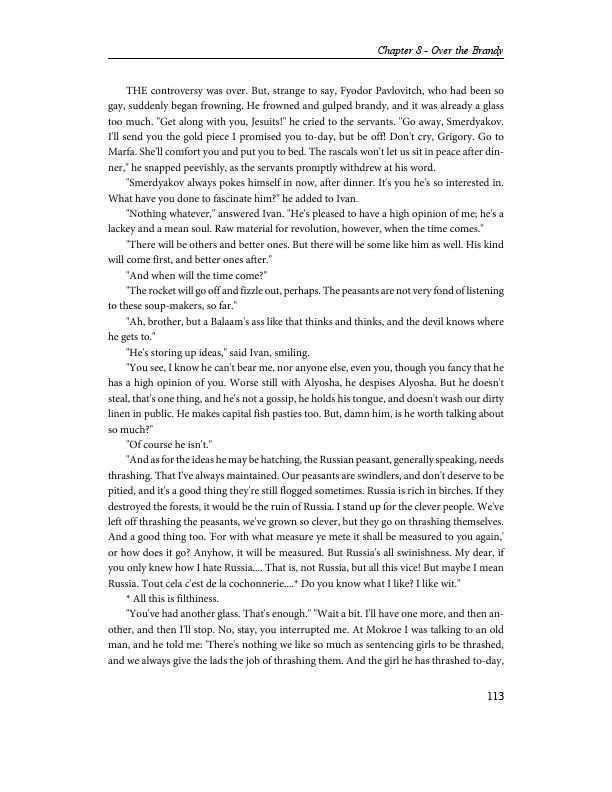 Chapter 8 - Over the Brandy
THE controversy was over. But, strange to say, Fyodor Pavlovitch, who had been so
gay, suddenly began frowning. He frowned and gulped brandy, and it was already a glass
too much. "Get along with you, Jesuits!" he cried to the servants. "Go away, Smerdyakov.
I'll send you the gold piece I promised you to-day, but be off! Don't cry, Grigory. Go to
Marfa. She'll comfort you and put you to bed. The rascals won't let us sit in peace after din-
ner," he snapped peevishly, as the servants promptly withdrew at his word.
"Smerdyakov always pokes himself in now, after dinner. It's you he's so interested in.
What have you done to fascinate him?" he added to Ivan.
"Nothing whatever," answered Ivan. "He's pleased to have a high opinion of me; he's a
lackey and a mean soul. Raw material for revolution, however, when the time comes."
"There will be others and better ones. But there will be some like him as well. His kind
will come first, and better ones after."
"And when will the time come?"
"The rocket will go off and fizzle out, perhaps. The peasants are not very fond of listening
to these soup-makers, so far."
"Ah, brother, but a Balaam's ass like that thinks and thinks, and the devil knows where
he gets to."
"He's storing up ideas," said Ivan, smiling.
"You see, I know he can't bear me, nor anyone else, even you, though you fancy that he
has a high opinion of you. Worse still with Alyosha, he despises Alyosha. But he doesn't
steal, that's one thing, and he's not a gossip, he holds his tongue, and doesn't wash our dirty
linen in public. He makes capital fish pasties too. But, damn him, is he worth talking about
so much?"
"Of course he isn't."
"And as for the ideas he may be hatching, the Russian peasant, generally speaking, needs
thrashing. That I've always maintained. Our peasants are swindlers, and don't deserve to be
pitied, and it's a good thing they're still flogged sometimes. Russia is rich in birches. If they
destroyed the forests, it would be the ruin of Russia. I stand up for the clever people. We've
left off thrashing the peasants, we've grown so clever, but they go on thrashing themselves.
And a good thing too. 'For with what measure ye mete it shall be measured to you again,'
or how does it go? Anyhow, it will be measured. But Russia's all swinishness. My dear, if
you only knew how I hate Russia.... That is, not Russia, but all this vice! But maybe I mean
Russia. Tout cela c'est de la cochonnerie....* Do you know what I like? I like wit."
* All this is filthiness.
"You've had another glass. That's enough." "Wait a bit. I'll have one more, and then an-
other, and then I'll stop. No, stay, you interrupted me. At Mokroe I was talking to an old
man, and he told me: 'There's nothing we like so much as sentencing girls to be thrashed,
and we always give the lads the job of thrashing them. And the girl he has thrashed to-day,
113